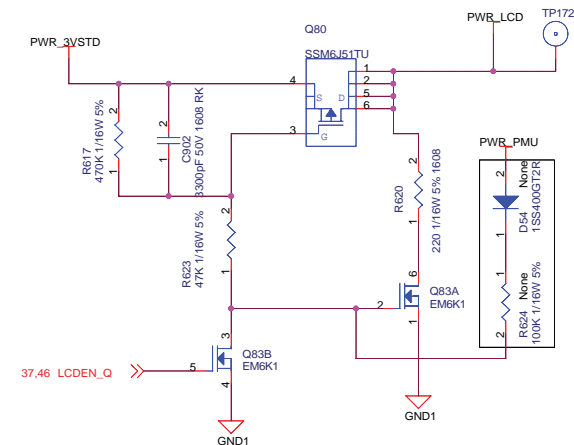 Q80
SSM6J51TU
PWR_LCD
TP172
PWR_3VSTD
4
1
2
5
6
S
D
G
3
2
1
R617
470K 1/16W 5%
2
1
C902
3300pF 50V 1608 RK
2
1
R623
47K 1/16W 5%
2
1
R620
220 1/16W 5% 1608
PWR_PMU
2
1
D54 None
1SS400GT2R
1
2
R624 None
100K 1/16W 5%
6
2
1
Q83A
EM6K1
3
5
4
Q83B
EM6K1
37,46 LCDEN_Q
GND1
GND1